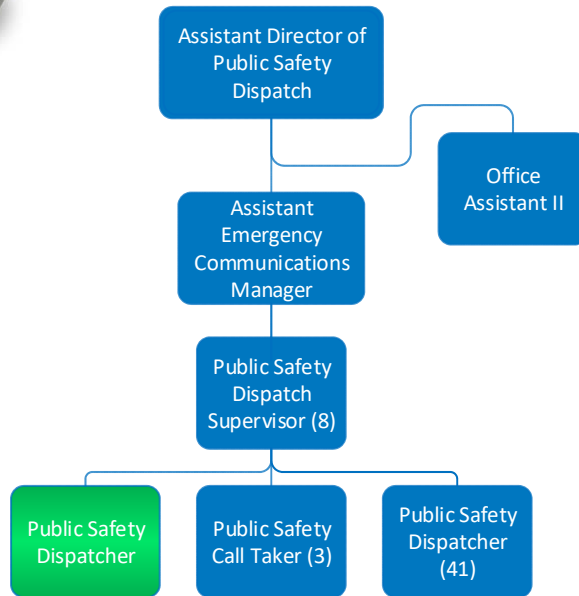 Assistant Director of
Public Safety
Dispatch
Office
Assistant II
Assistant
Emergency
Communications
Manager
Public Safety
Dispatch
Supervisor (8)
Public Safety
Dispatcher
Public Safety
Call Taker (3)
Public Safety
Dispatcher
(41)